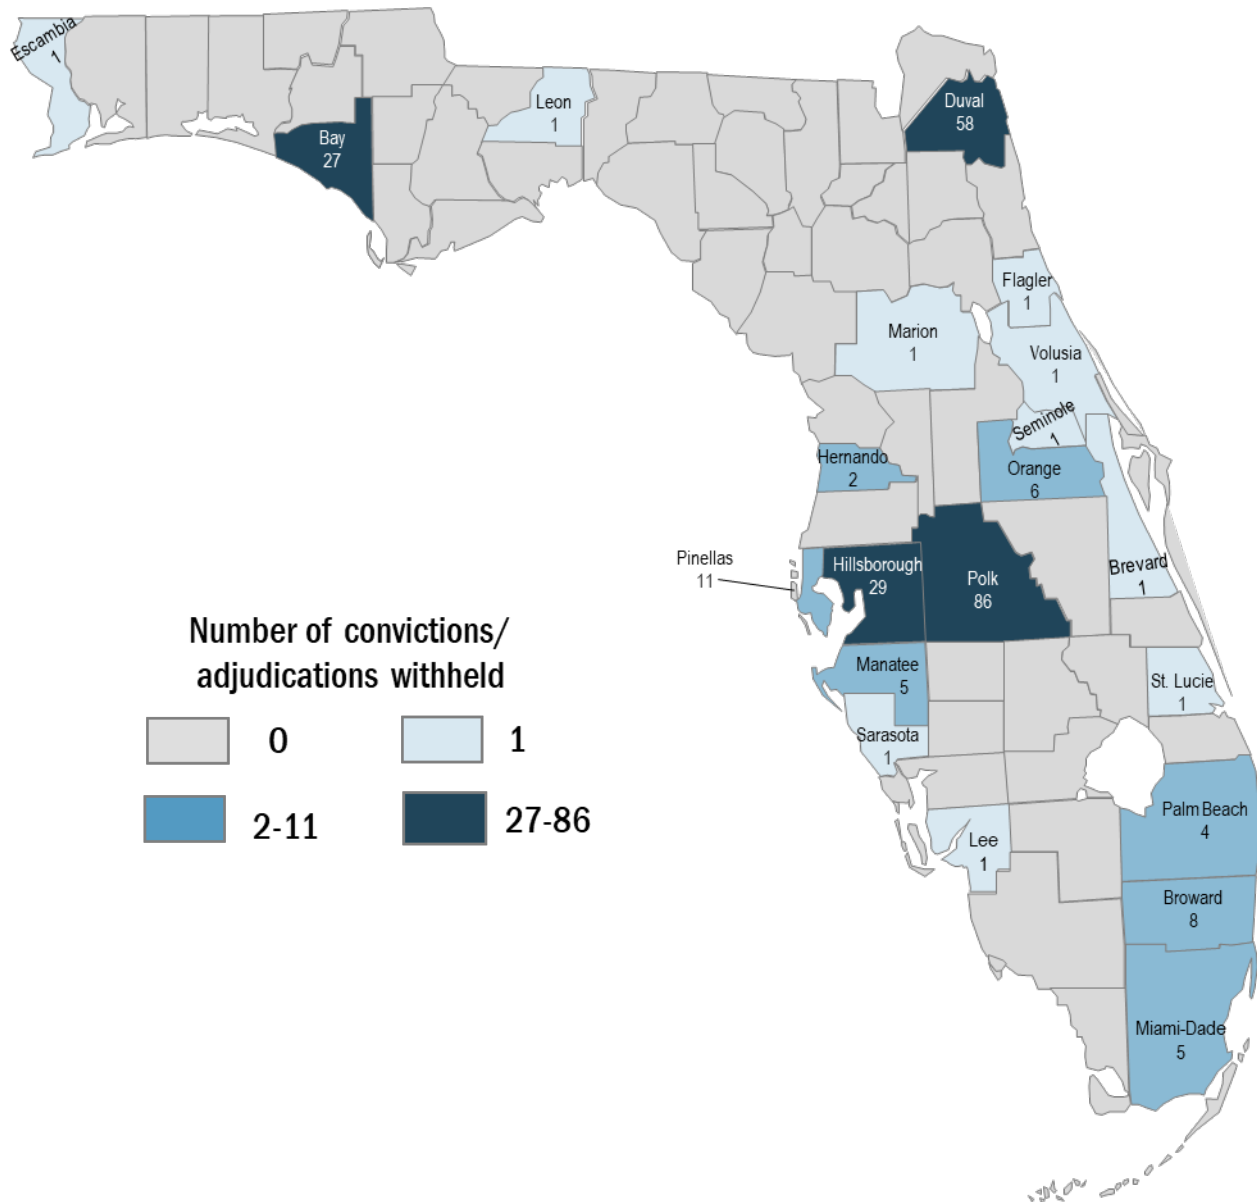 Escambia
1
Leon
1
Bay
27
Duval
58
Flagler
1
Marion
1
Volusia
1
Seminole
1
Hernando
2
Orange
6
Pinellas
11
Hillsborough
29
Polk
86
Brevard
1
Number of convictions/
adjudications withheld
0
1
2-11
27-86
Manatee
5
St. Lucie
1
Sarasota
1
Palm Beach
4
Lee
1
Broward
8
Miami-Dade
5